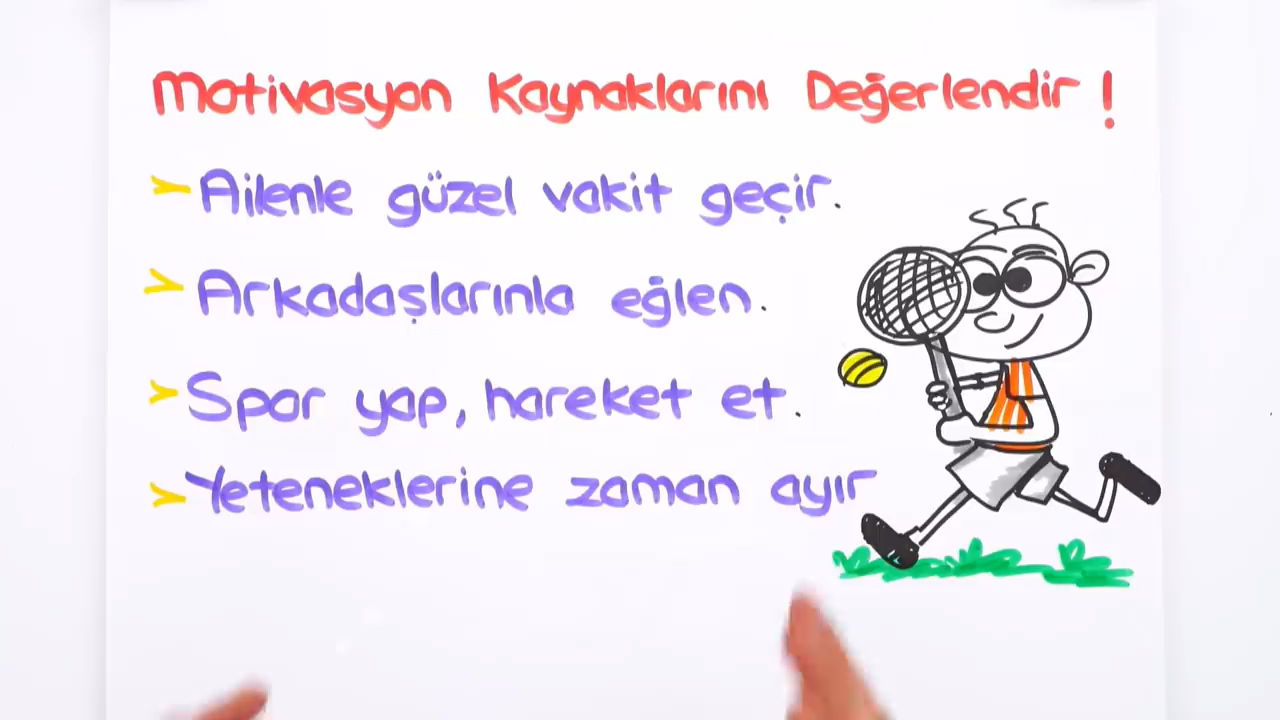 Motivasyon Kaynaklarını Değerlendir !
Ailenle güzel vakit geçir.
Arkadaşlarınla eğlen.
Spor yap, hareket et.
Yeteneklerine zaman ayır